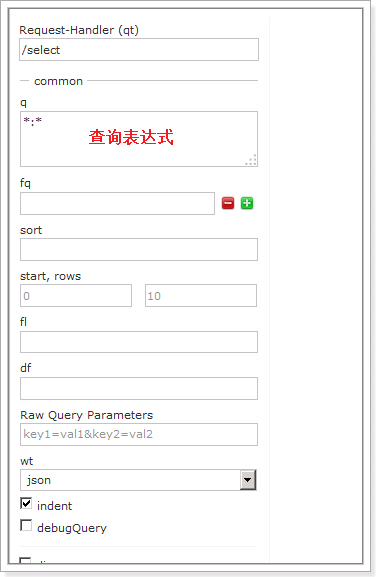 Request-Handler (qt)
/select
common
q
*:*
查询表达式
fq
sort
start, rows
0 10
fl
df
Raw Query Parameters
key1=val1&key2=val2
wt
json
indent
debugQuery